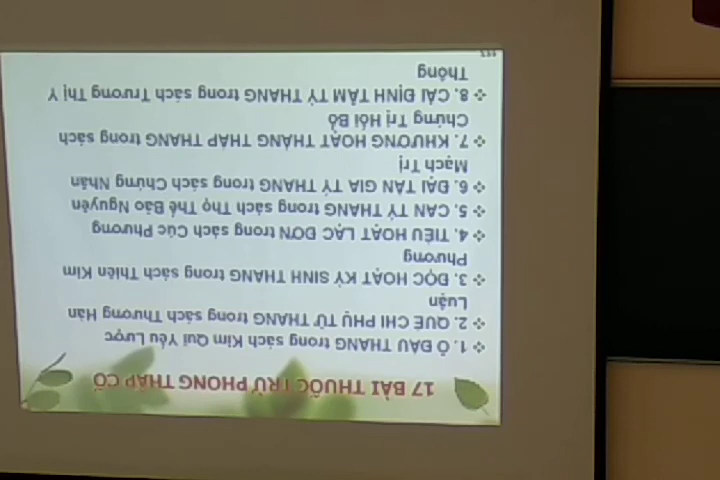 17 BÀI THUỐC TRỪ PHONG THẤP CỔ
❖ 1. Ô ĐẦU THANG trong sách Kim Quĩ Yếu Lược
❖ 2. QUẾ CHI PHỤ TỬ THANG trong sách Thương Hàn
Luận
❖ 3. ĐỘC HOẠT KÝ SINH THANG trong sách Thiên Kim
Phương
❖ 4. TIỂU HOẠT LẠC ĐƠN trong sách Cúc Phương
❖ 5. CAN TÝ THANG trong sách Thọ Thế Bảo Nguyên
❖ 6. ĐẠI TẦN GIAO TÝ THANG trong sách Chứng Nhân
Mạch Trị
❖ 7. KHƯƠNG HOẠT THẮNG THẤP THANG trong sách
Chứng Trị Hối Bổ
❖ 8. CẢI ĐỊNH TÂM TÝ THANG trong sách Trương Thị Y
Thông